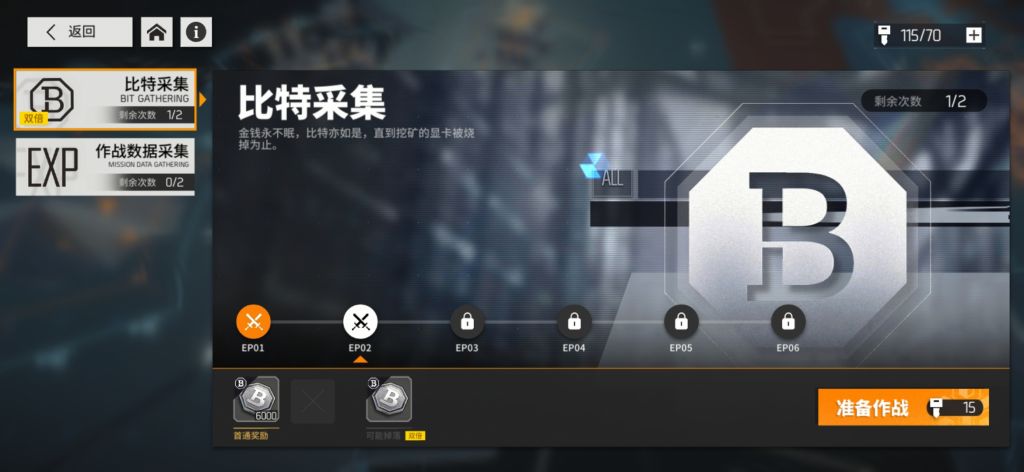 返回
i
115/70
比特采集
BIT GATHERING
双倍
剩余次数 1/2
EXP
作战数据采集
MISSION DATA GATHERING
剩余次数 0/2
比特采集
金钱永不眠，比特亦如是，直到挖矿的显卡被烧
掉为止。
剩余次数 1/2
ALL
B
EP01
EP02
EP03
EP04
EP05
EP06
B
6000
首通奖励
B
可能掉落 双倍
准备作战 15